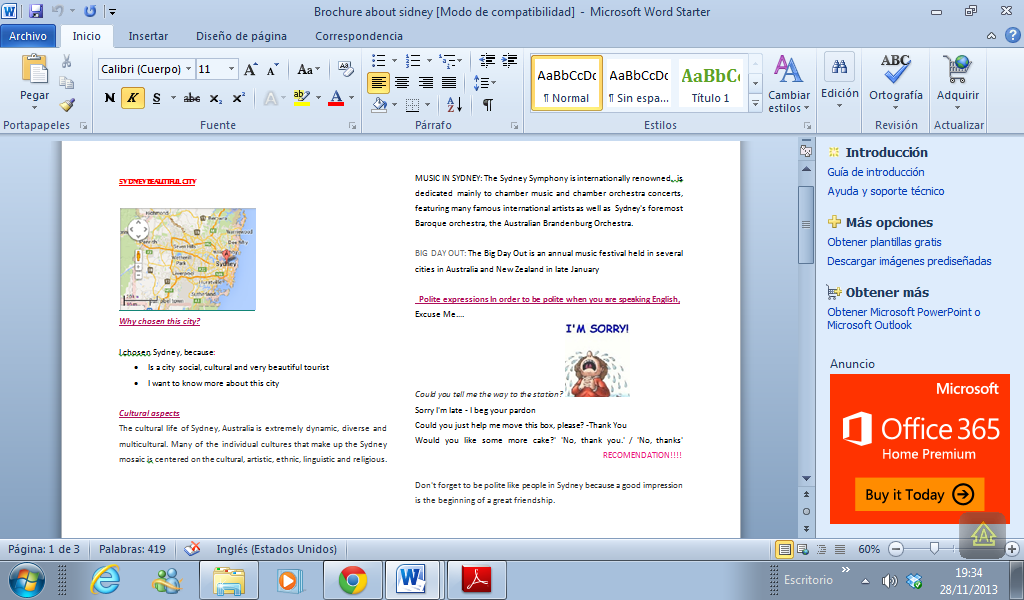 Brochure about sidney [Modo de compatibilidad] - Microsoft Word Starter
Archivo Inicio Insertar Diseño de página Correspondencia
Pegar
Portapapeles
Calibri (Cuerpo) 11
N K S abc x₂ x²
Fuente
Párrafo
AaBbCcDc AaBbCcDc AaBbC
¶ Normal ¶ Sin espa... Título 1
Estilos
Cambiar estilos
Edición
ABC
Ortografía
Revisión
Adquirir
Actualizar
SYDNEY BEAUTIFUL CITY
Sydney
Why chosen this city?
I chosen Sydney, because:
• Is a city social, cultural and very beautiful tourist
• I want to know more about this city
Cultural aspects
The cultural life of Sydney, Australia is extremely dynamic, diverse and
multicultural. Many of the individual cultures that make up the Sydney
mosaic is centered on the cultural, artistic, ethnic, linguistic and religious.
MUSIC IN SYDNEY: The Sydney Symphony is internationally renowned, .is
dedicated mainly to chamber music and chamber orchestra concerts,
featuring many famous international artists as well as Sydney's foremost
Baroque orchestra, the Australian Brandenburg Orchestra.
BIG DAY OUT: The Big Day Out is an annual music festival held in several
cities in Australia and New Zealand in late January
Polite expressions In order to be polite when you are speaking English,
Excuse Me....
I'M SORRY!
Could you tell me the way to the station?
Sorry I'm late - I beg your pardon
Could you just help me move this box, please? -Thank You
Would you like some more cake?' 'No, thank you.' / 'No, thanks'
RECOMENDATION!!!!
Don't forget to be polite like people in Sydney because a good impression
is the beginning of a great friendship.
Introducción
Guía de introducción
Ayuda y soporte técnico
Más opciones
Obtener plantillas gratis
Descargar imágenes prediseñadas
Obtener más
Obtener Microsoft PowerPoint o
Microsoft Outlook
Anuncio
Microsoft
Office 365
Home Premium
Buy it Today
Página: 1 de 3 Palabras: 419 Inglés (Estados Unidos) 60%
Escritorio
19:34
28/11/2013